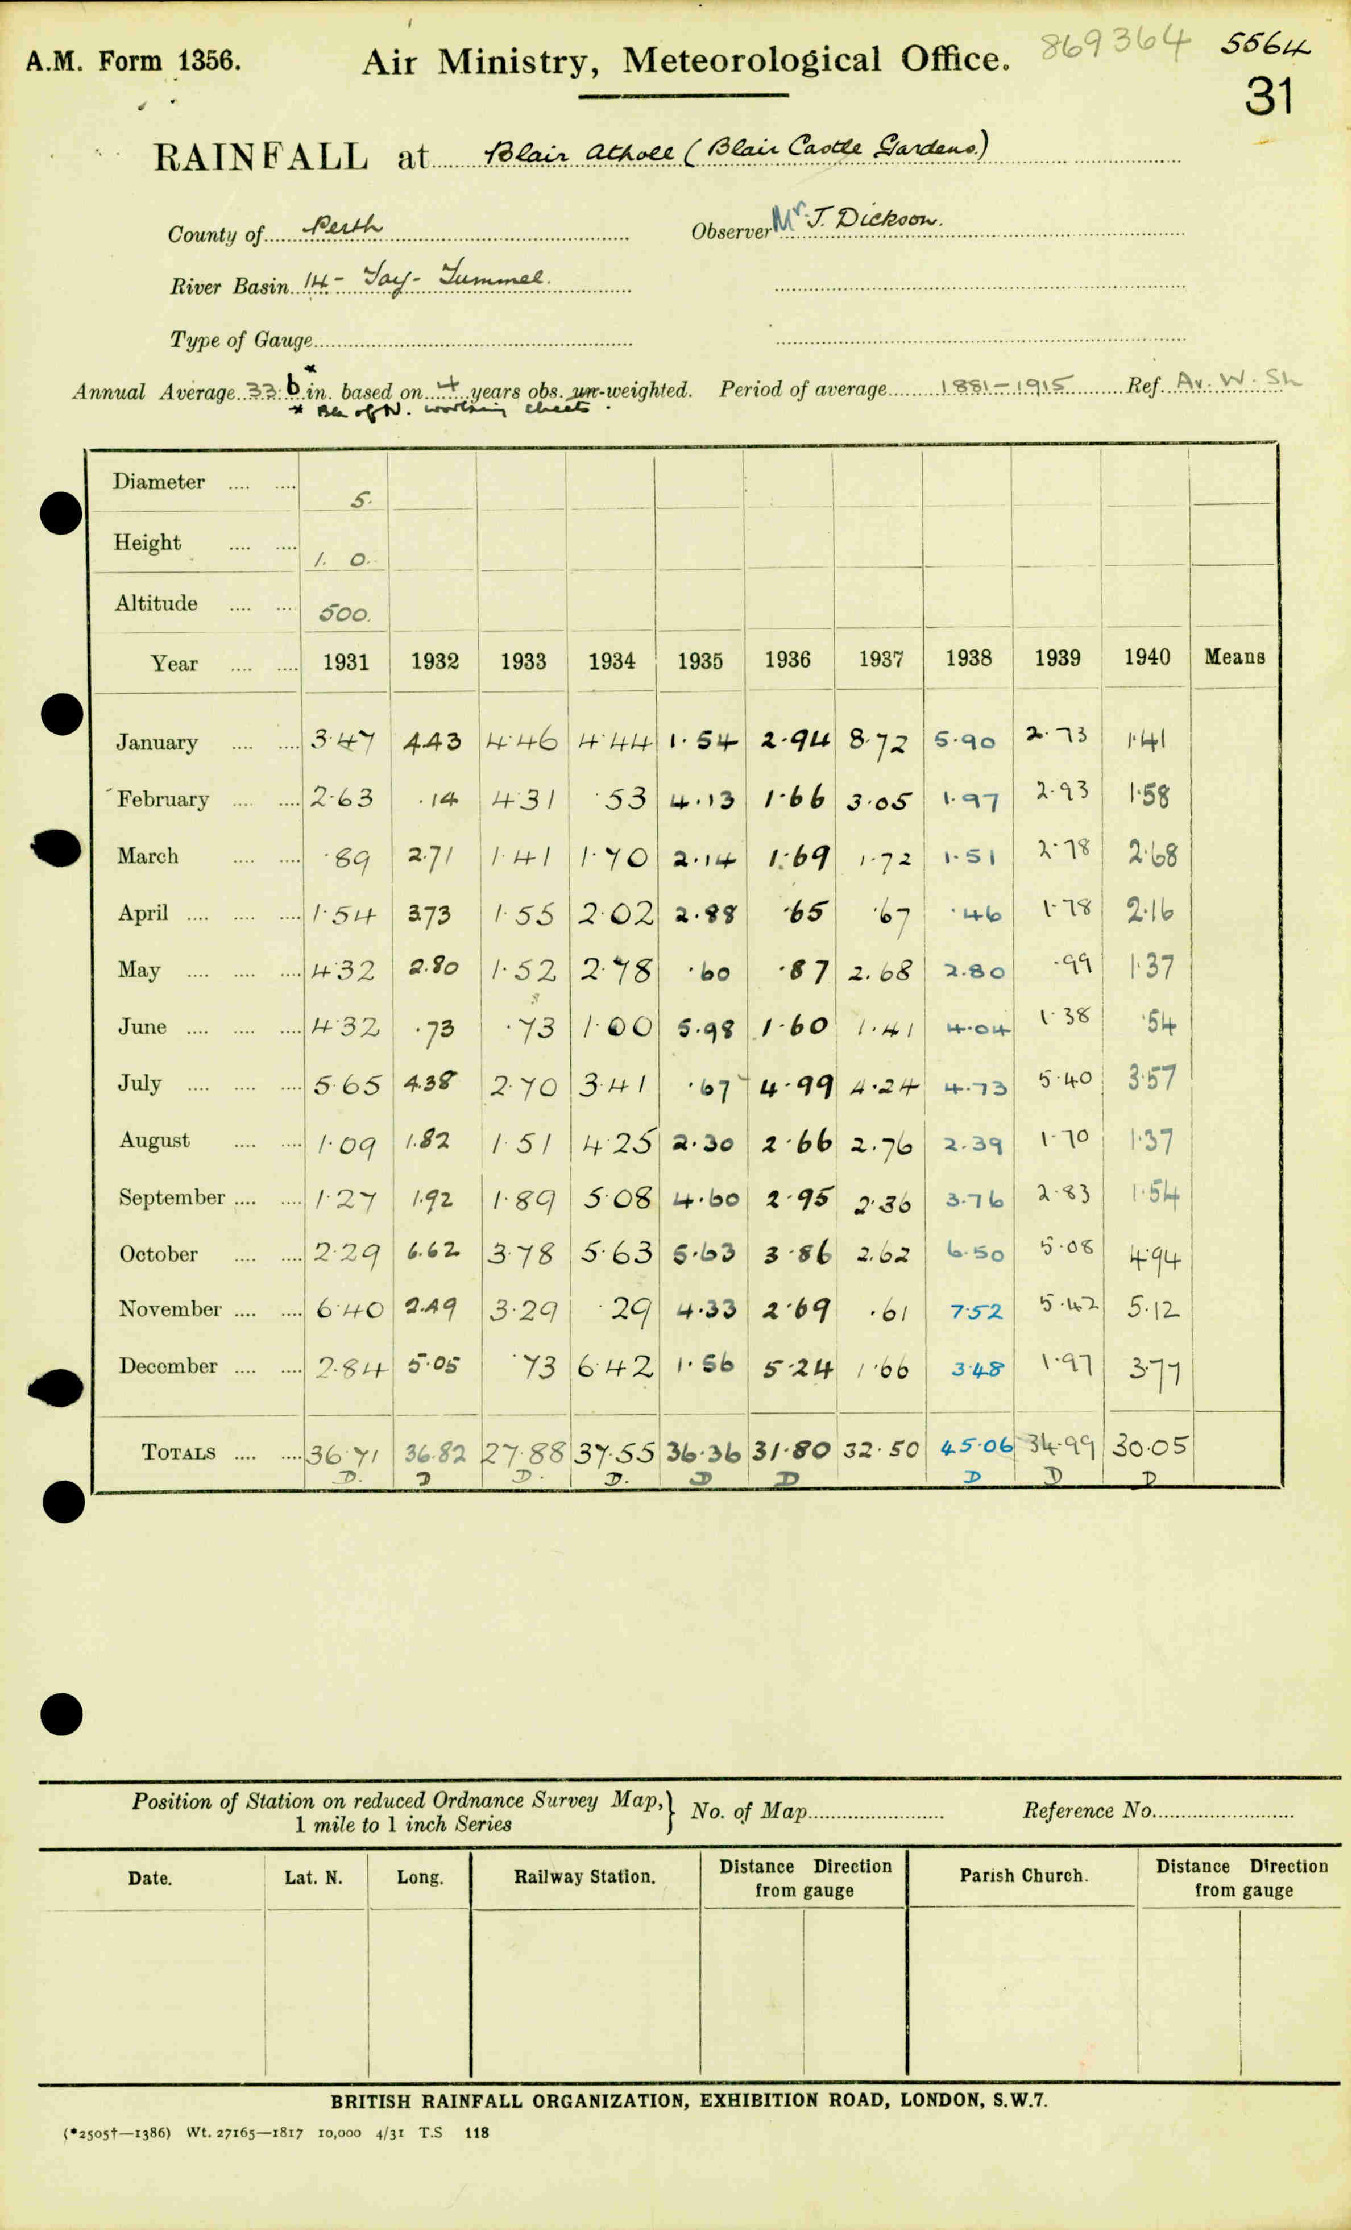 A.M. Form 1356. Air Ministry, Meteorological Office. 869364 5564
31
RAINFALL at Blair Atholl (Blair Castle Gardens.)
County of Perth Observer Mr. J. Dickson.
River Basin 14 - Tay - Tummel.
Type of Gauge
Annual Average 33.6* in. based on 4 years obs. un-weighted. Period of average 1881-1915 Ref. Av. W. Sh
* of N. working sheets.
Diameter 5.
Height 1. 0.
Altitude 500.
Year 1931 1932 1933 1934 1935 1936 1937 1938 1939 1940 Means
January 3.47 4.43 4.46 4.44 1.54 2.94 8.72 5.90 2.73 1.41
February 2.63 .14 4.31 .53 4.13 1.66 3.05 1.97 2.93 1.58
March .89 2.71 1.41 1.70 2.14 1.69 1.72 1.51 2.78 2.68
April 1.54 3.73 1.55 2.02 2.88 .65 .67 .46 1.78 2.16
May 4.32 2.80 1.52 2.78 .60 .87 2.68 2.80 .99 1.37
June 4.32 .73 .73 1.00 5.98 1.60 1.41 4.04 1.38 .54
July 5.65 4.38 2.70 3.41 .67 4.99 4.24 4.73 5.40 3.57
August 1.09 1.82 1.51 4.25 2.30 2.66 2.76 2.39 1.70 1.37
September 1.27 1.92 1.89 5.08 4.60 2.95 2.36 3.76 2.83 1.54
October 2.29 6.62 3.78 5.63 5.63 3.86 2.62 6.50 5.08 4.94
November 6.40 2.49 3.29 .29 4.33 2.69 .61 7.52 5.42 5.12
December 2.84 5.05 .73 6.42 1.56 5.24 1.66 3.48 1.97 3.77
TOTALS 36.71 36.82 27.88 37.55 36.36 31.80 32.50 45.06 34.99 30.05
D. D D. D. D D D D D
Position of Station on reduced Ordnance Survey Map, } No. of Map Reference No.
1 mile to 1 inch Series
Date. Lat. N. Long. Railway Station. Distance Direction from gauge Parish Church. Distance Direction from gauge
BRITISH RAINFALL ORGANIZATION, EXHIBITION ROAD, LONDON, S.W.7.
(*2505†—1386) Wt. 27165—1817 10,000 4/31 T.S 118